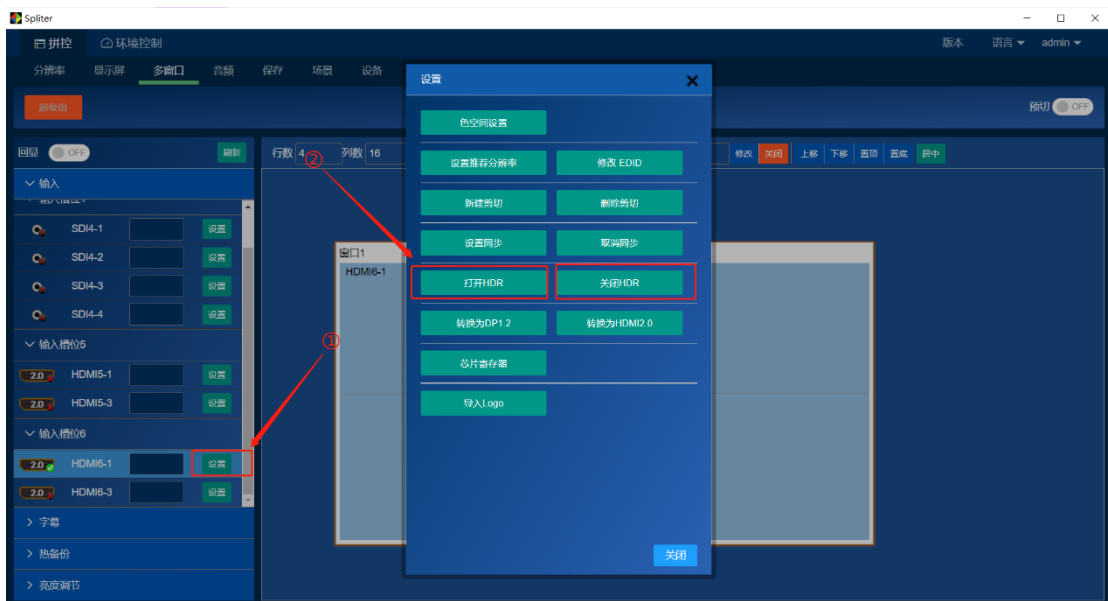 Spliter
拼控 环境控制 版本 语言 admin
分辨率 显示屏 多窗口 音频 保存 场景 设备
超级组
预切 OFF
回显 OFF 刷新
行数 4 列数 16 修改 关闭 上移 下移 置顶 置底 居中
输入
SDI4-1 设置
SDI4-2 设置
SDI4-3 设置
SDI4-4 设置
输入槽位5
2.0 HDMI5-1 设置
2.0 HDMI5-3 设置
输入槽位6
2.0 HDMI6-1 设置
2.0 HDMI6-3 设置
字幕
热备份
亮度调节
①
②
窗口1
HDMI6-1
设置
色空间设置
设置推荐分辨率 修改 EDID
新建剪切 删除剪切
设置同步 取消同步
打开HDR 关闭HDR
转换为DP1.2 转换为HDMI2.0
芯片寄存器
导入Logo
关闭